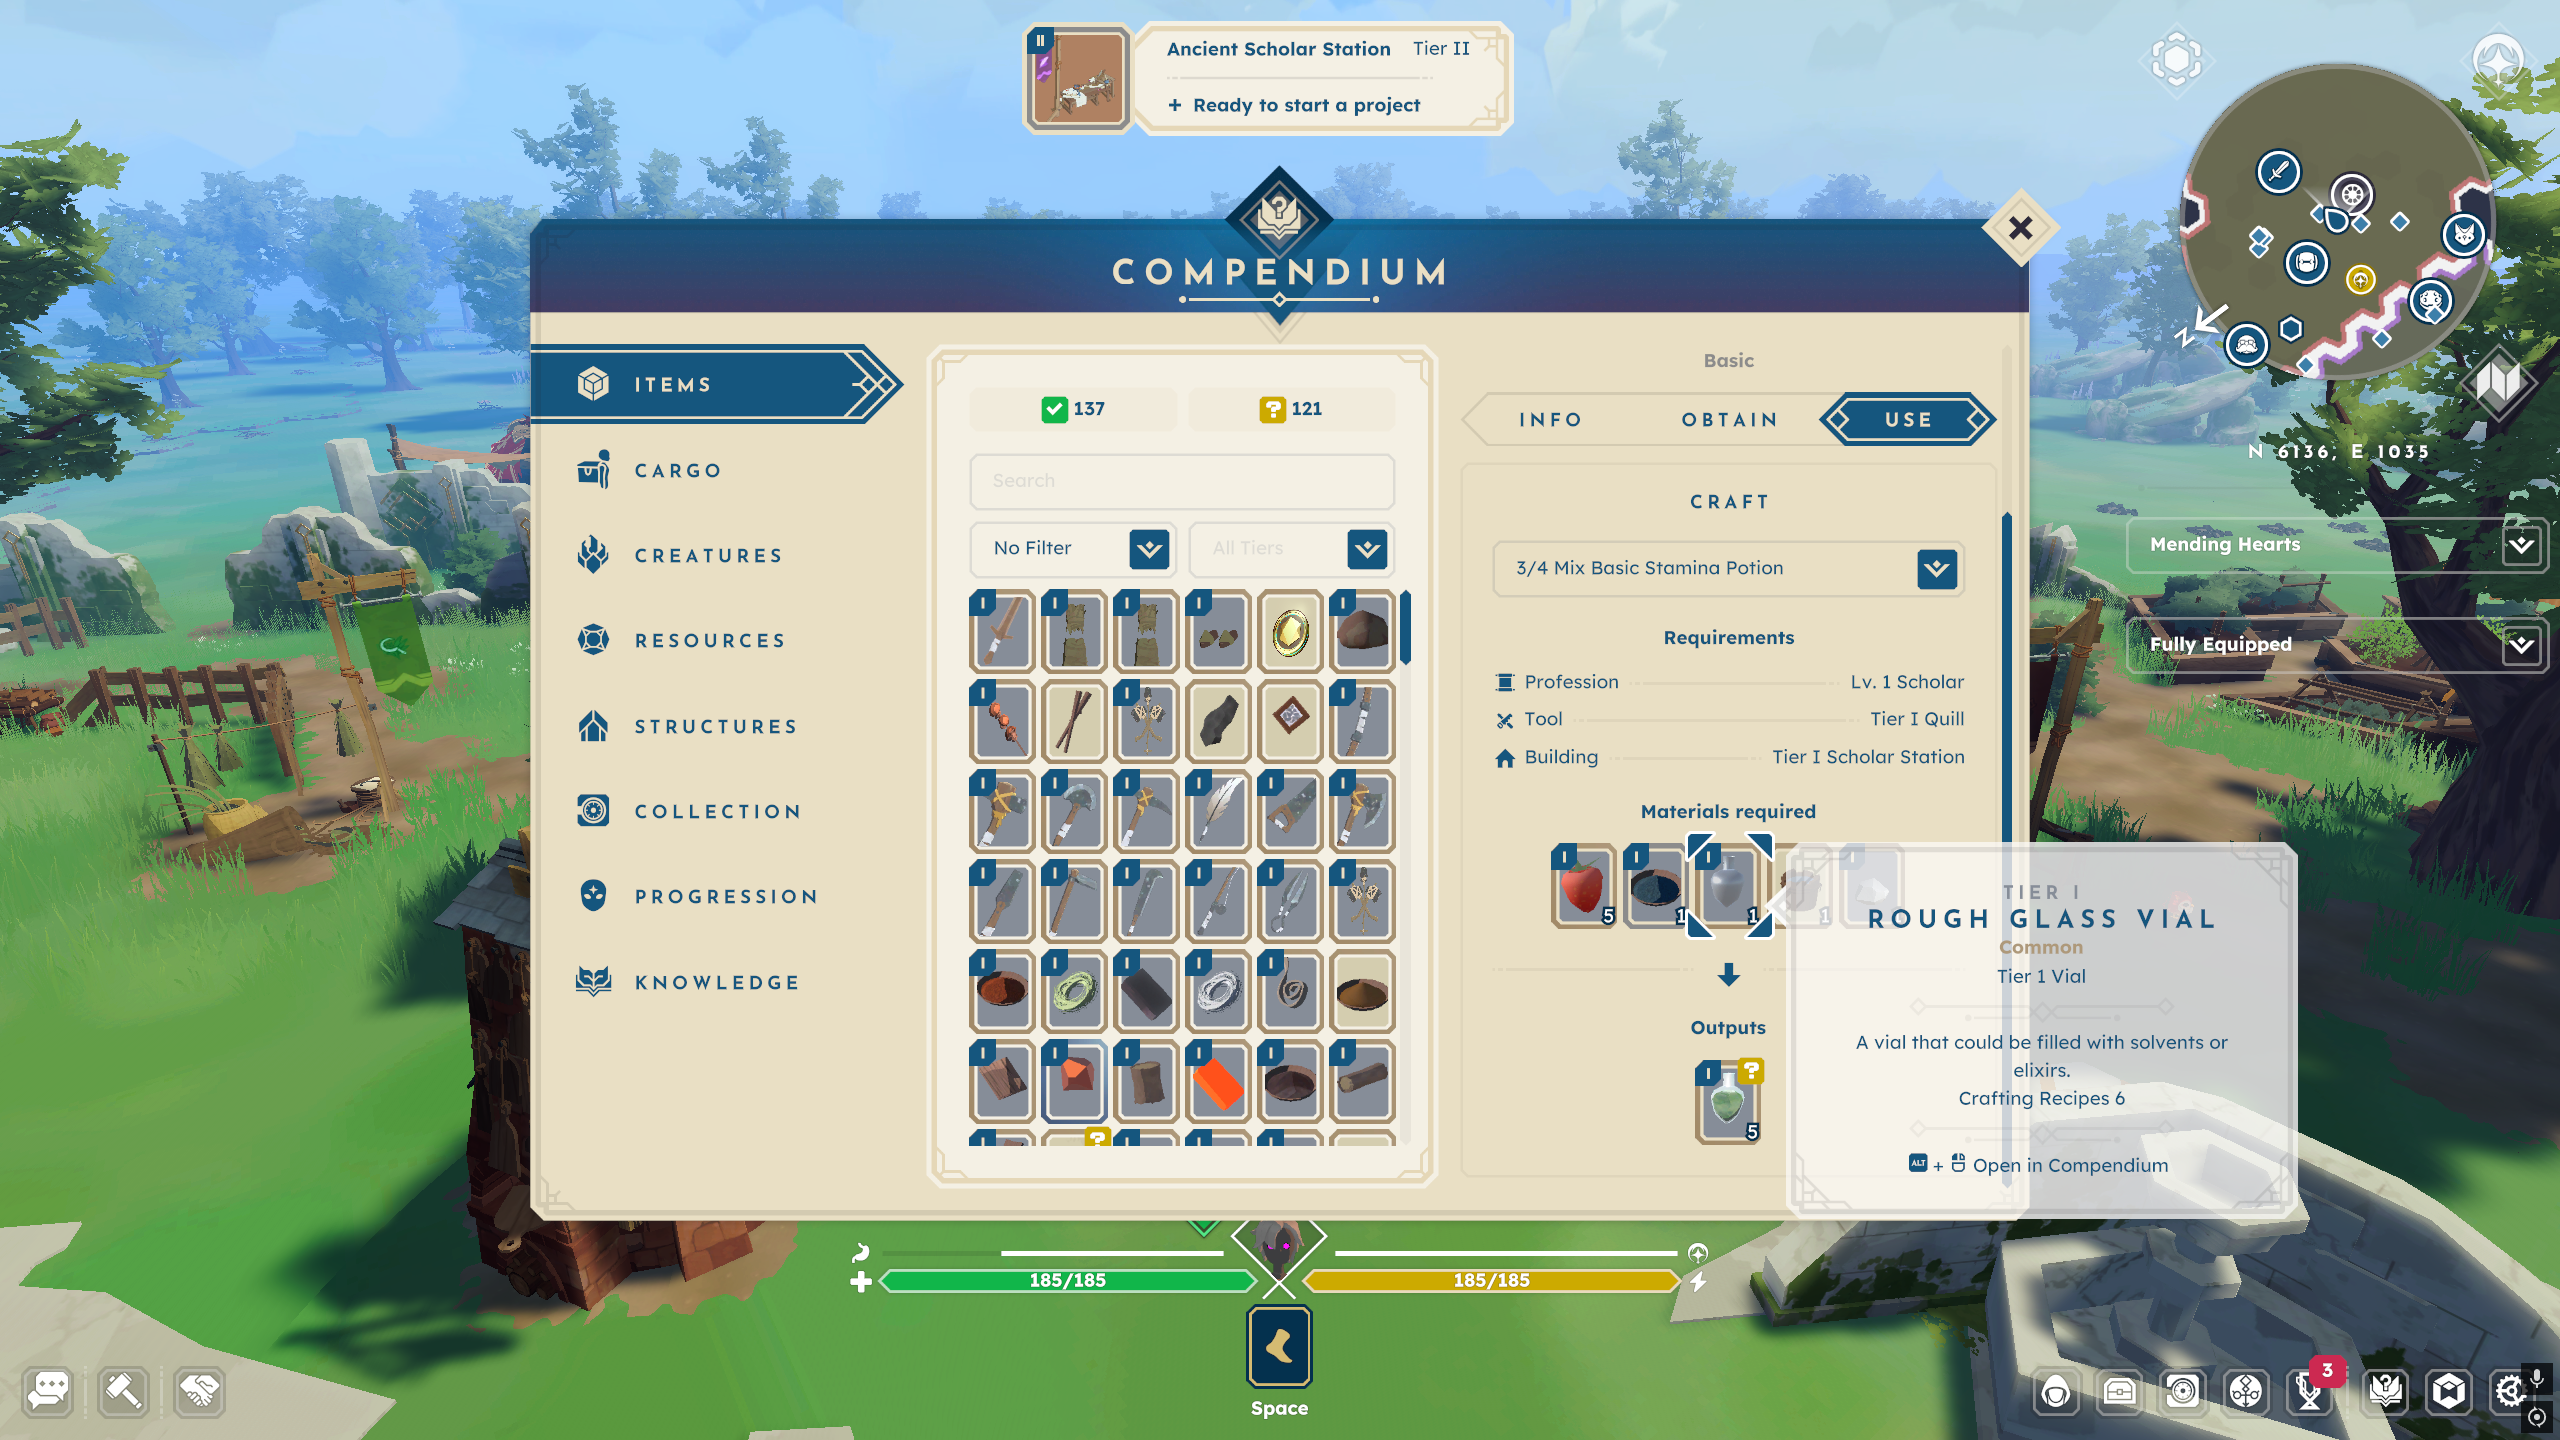 II
Ancient Scholar Station Tier II
+ Ready to start a project
COMPENDIUM
ITEMS
CARGO
CREATURES
RESOURCES
STRUCTURES
COLLECTION
PROGRESSION
KNOWLEDGE
137
? 121
Search
No Filter
All Tiers
I I I I I
I I I
I I I I I I
I I I I I I
I I I I I
I I I I I I
I ? I I I
Basic
INFO OBTAIN USE
CRAFT
3/4 Mix Basic Stamina Potion
Requirements
Profession Lv. 1 Scholar
Tool Tier I Quill
Building Tier I Scholar Station
Materials required
I I I I
5 1 1 1
Outputs
I ?
5
TIER I
ROUGH GLASS VIAL
Common
Tier 1 Vial
A vial that could be filled with solvents or
elixirs.
Crafting Recipes 6
ALT + Open in Compendium
N
N 6136, E 1035
Mending Hearts
Fully Equipped
185/185
185/185
Space
3